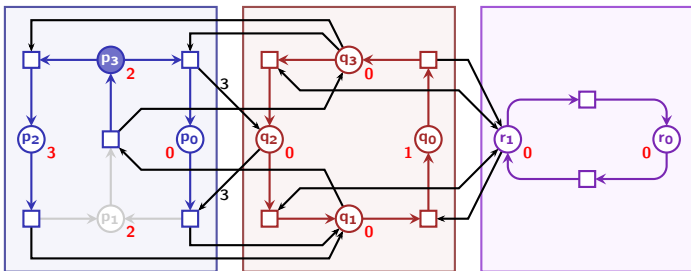 p₃ 2 q₃ 0
3
p₂ 3 p₀ 0 q₂ 0 q₀ 1 r₁ 0 r₀ 0
3
p₁ 2 q₁ 0